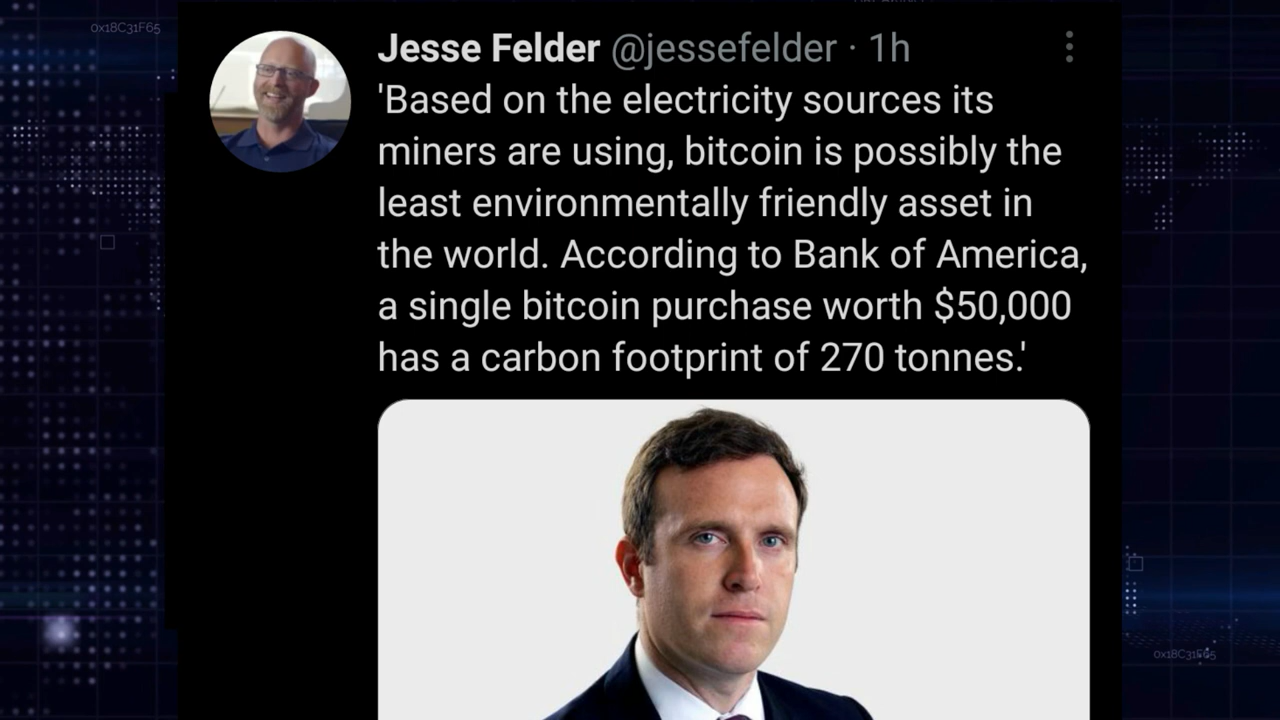 0x18C31F65
Jesse Felder @jessefelder · 1h
'Based on the electricity sources its
miners are using, bitcoin is possibly the
least environmentally friendly asset in
the world. According to Bank of America,
a single bitcoin purchase worth $50,000
has a carbon footprint of 270 tonnes.'
0x18C31F65